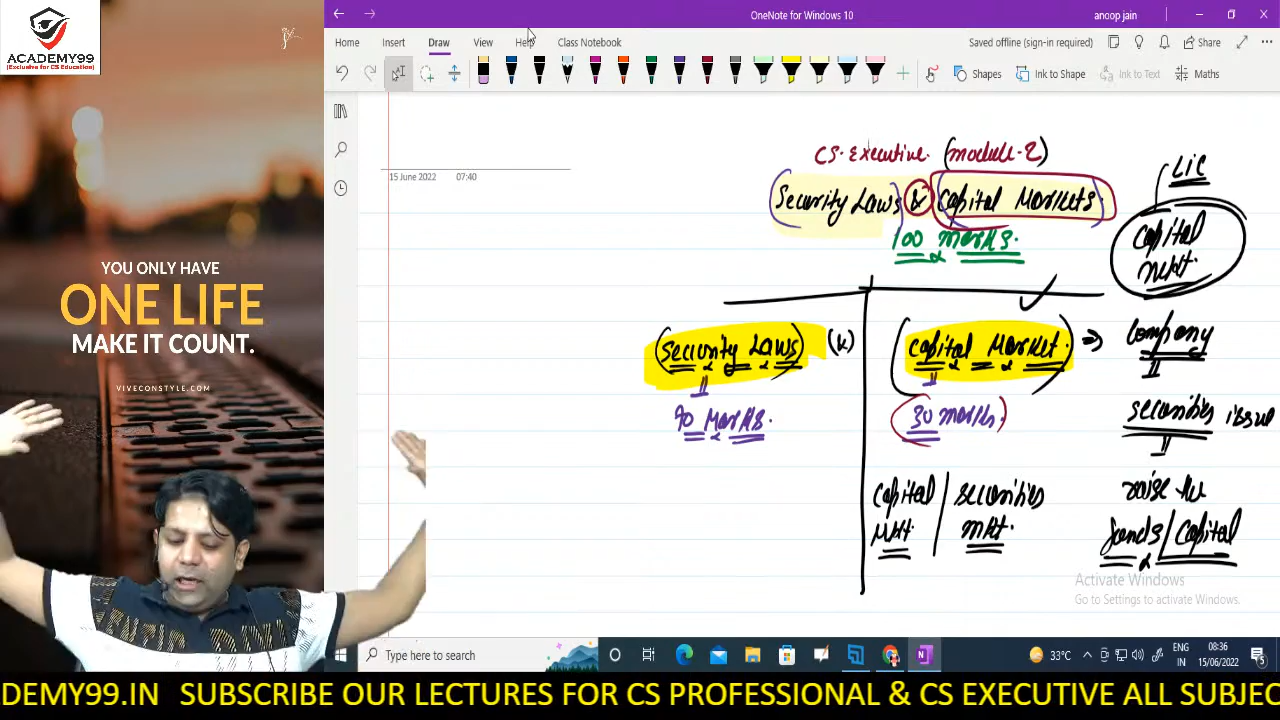 ACADEMY99
(Exclusive for CS Education)
YOU ONLY HAVE
ONE LIFE
MAKE IT COUNT.
VIVECONSTYLE.COM
OneNote for Windows 10
anoop jain
Home Insert Draw View Help Class Notebook
Saved offline (sign-in required) Share
Shapes Ink to Shape Ink to Text Maths
15 June 2022 07:40
CS-Executive (module-2)
Security Laws & Capital Markets
100 marks.
LIC
Capital
Mkt.
(Security Laws) (&)
(Capital Market.) ⇒
Company
70 Marks.
(30 marks)
securities issue
Capital
Mkt.
securities
mkt.
raise the
funds/Capital
Activate Windows
Go to Settings to activate Windows.
Type here to search
33°C
ENG
IN
08:36
15/06/2022
5
DEMY99.IN SUBSCRIBE OUR LECTURES FOR CS PROFESSIONAL & CS EXECUTIVE ALL SUBJEC